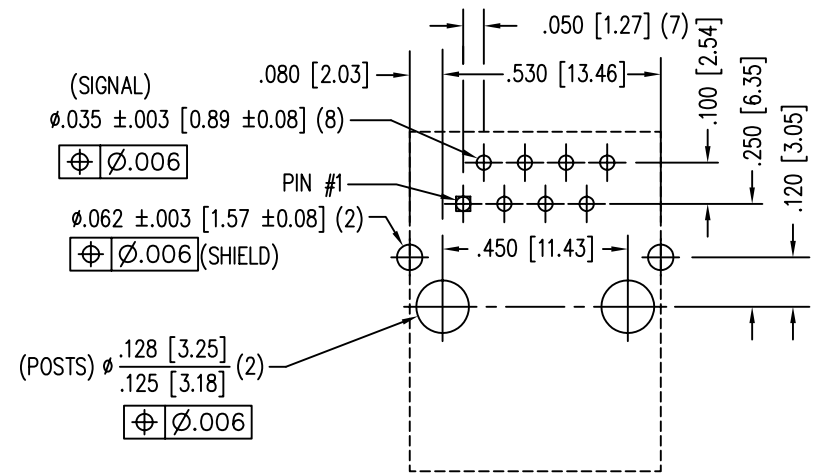 .050 [1.27] (7)
.080 [2.03]
.530 [13.46]
.100 [2.54]
.250 [6.35]
.120 [3.05]
(SIGNAL)
ø.035 ±.003 [0.89 ±0.08] (8)
⌖ Ø.006
PIN #1
ø.062 ±.003 [1.57 ±0.08] (2)
⌖ Ø.006 (SHIELD)
.450 [11.43]
.128 [3.25]
(POSTS) ø (2)
.125 [3.18]
⌖ Ø.006